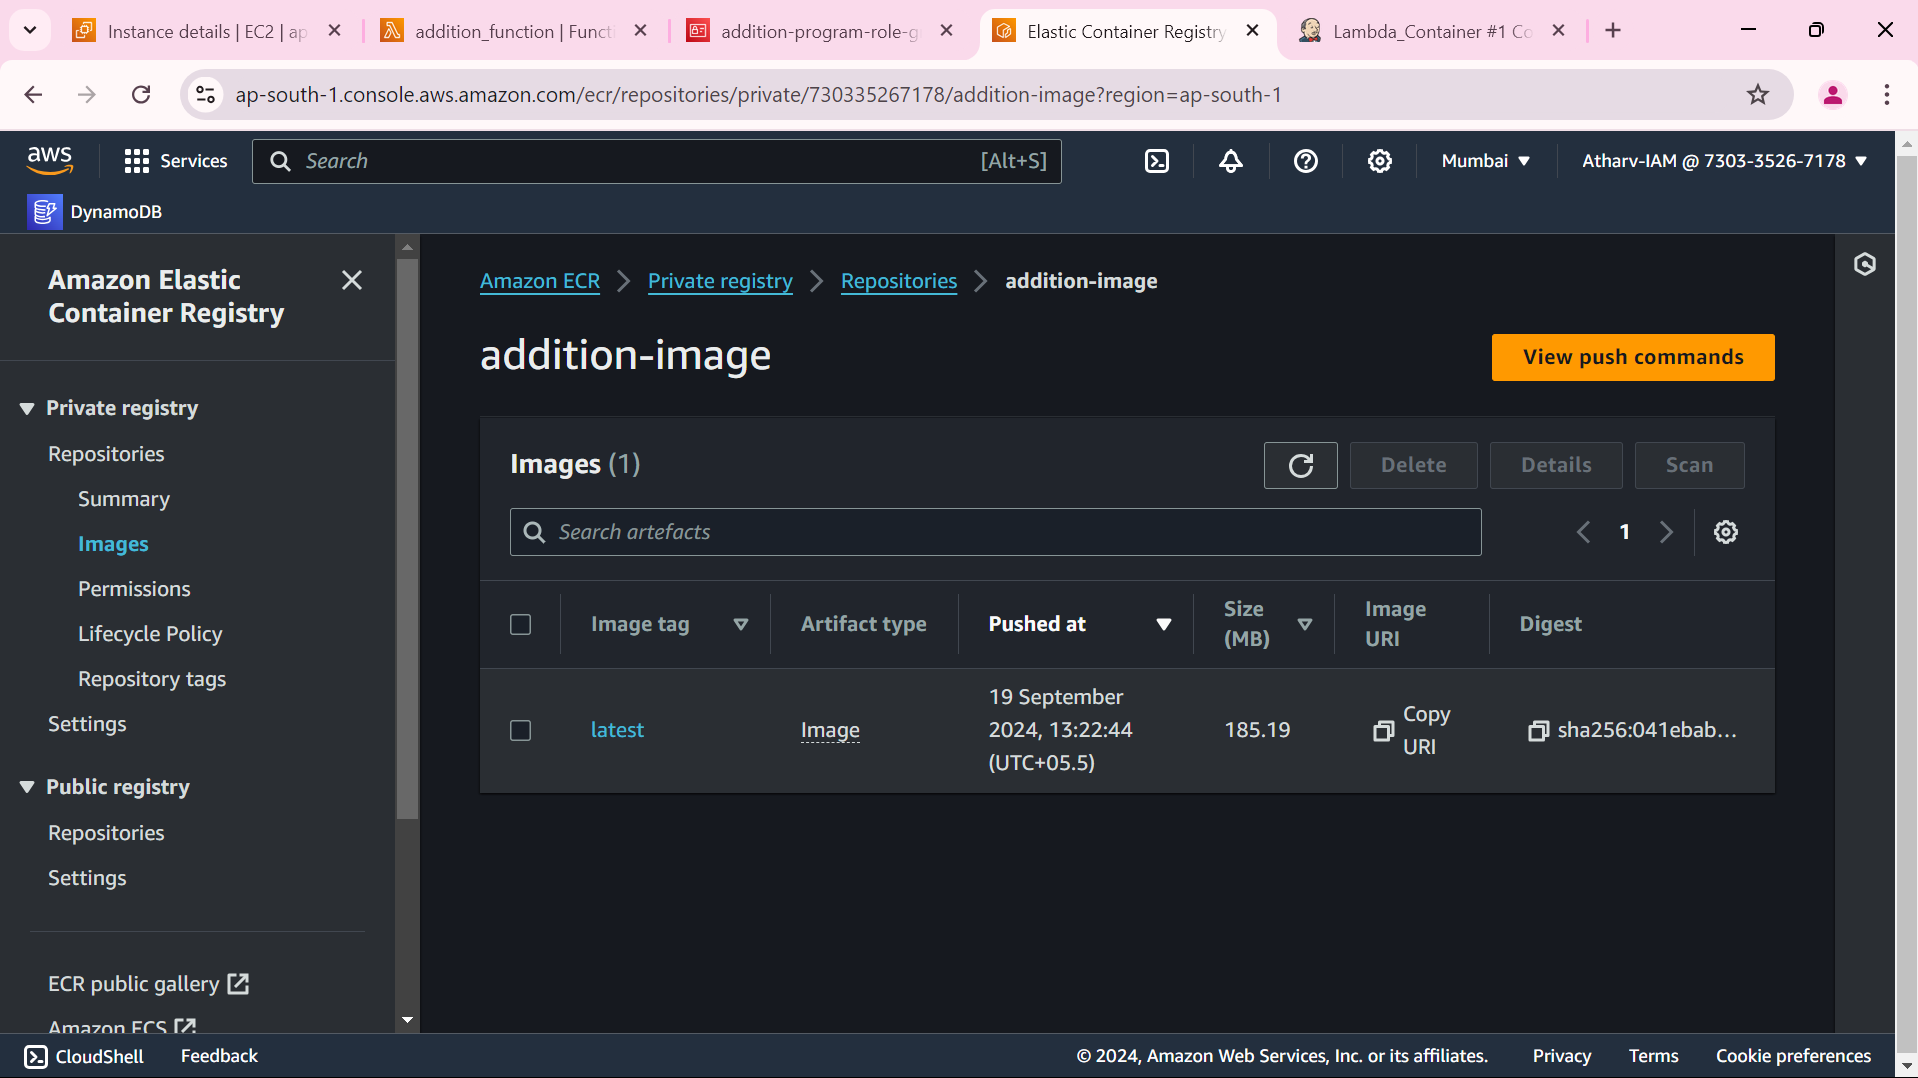 Instance details | EC2 | ap
addition_function | Functi
addition-program-role-g
Elastic Container Registry
Lambda_Container #1 Co
ap-south-1.console.aws.amazon.com/ecr/repositories/private/730335267178/addition-image?region=ap-south-1
aws
Services
Search
[Alt+S]
Mumbai
Atharv-IAM @ 7303-3526-7178
DynamoDB
Amazon Elastic
Container Registry
Private registry
Repositories
Summary
Images
Permissions
Lifecycle Policy
Repository tags
Settings
Public registry
Repositories
Settings
ECR public gallery
Amazon ECS
Amazon ECR
Private registry
Repositories
addition-image
addition-image
View push commands
Images (1)
Delete
Details
Scan
Search artefacts
1
Image tag
Artifact type
Pushed at
Size
(MB)
Image
URI
Digest
latest
Image
19 September
2024, 13:22:44
(UTC+05.5)
185.19
Copy
URI
sha256:041ebab...
CloudShell
Feedback
© 2024, Amazon Web Services, Inc. or its affiliates.
Privacy
Terms
Cookie preferences